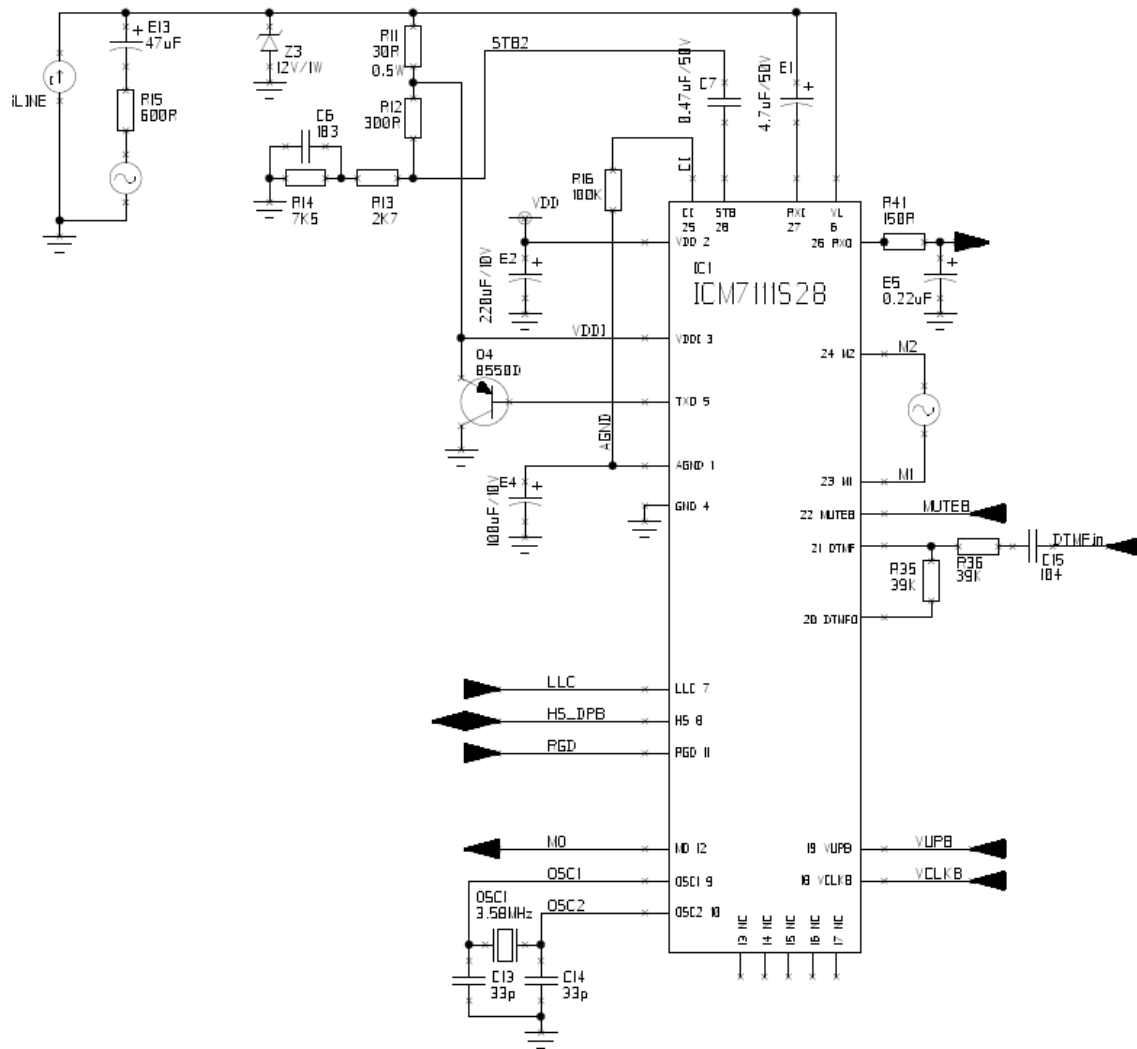 E13
47uF
iLINE
R15
600R
Z3
12V/1W
R11
30R
0.5W
STB2
R12
300R
C6
183
R14
7K5
R13
2K7
C7
0.47uF/50V
E1
4.7uF/50V
CI
R16
100K
VDD
E2
220uF/10V
CI
25
STB
28
RXI
27
VL
6
VDD 2
26 RXO
R41
150R
E5
0.22uF
IC1
ICM7111S28
VDDI
VDDI 3
24 M2
M2
8550D
TXO 5
AGND
AGND 1
23 M1
M1
E4
100uF/10V
GND 4
22 MUTEB
MUTEB
21 DTMF
DTMFin
R36
39K
C15
104
R35
39K
20 DTMFO
LLC
LLC 7
HS_DPB
HS 8
PGD
PGD 11
MO
MO 12
19 VUPB
VUPB
OSC1
OSC1 9
18 VCLKB
VCLKB
OSC1
3.58MHz
OSC2
OSC2 10
13 NC
14 NC
15 NC
16 NC
17 NC
C13
33p
C14
33p